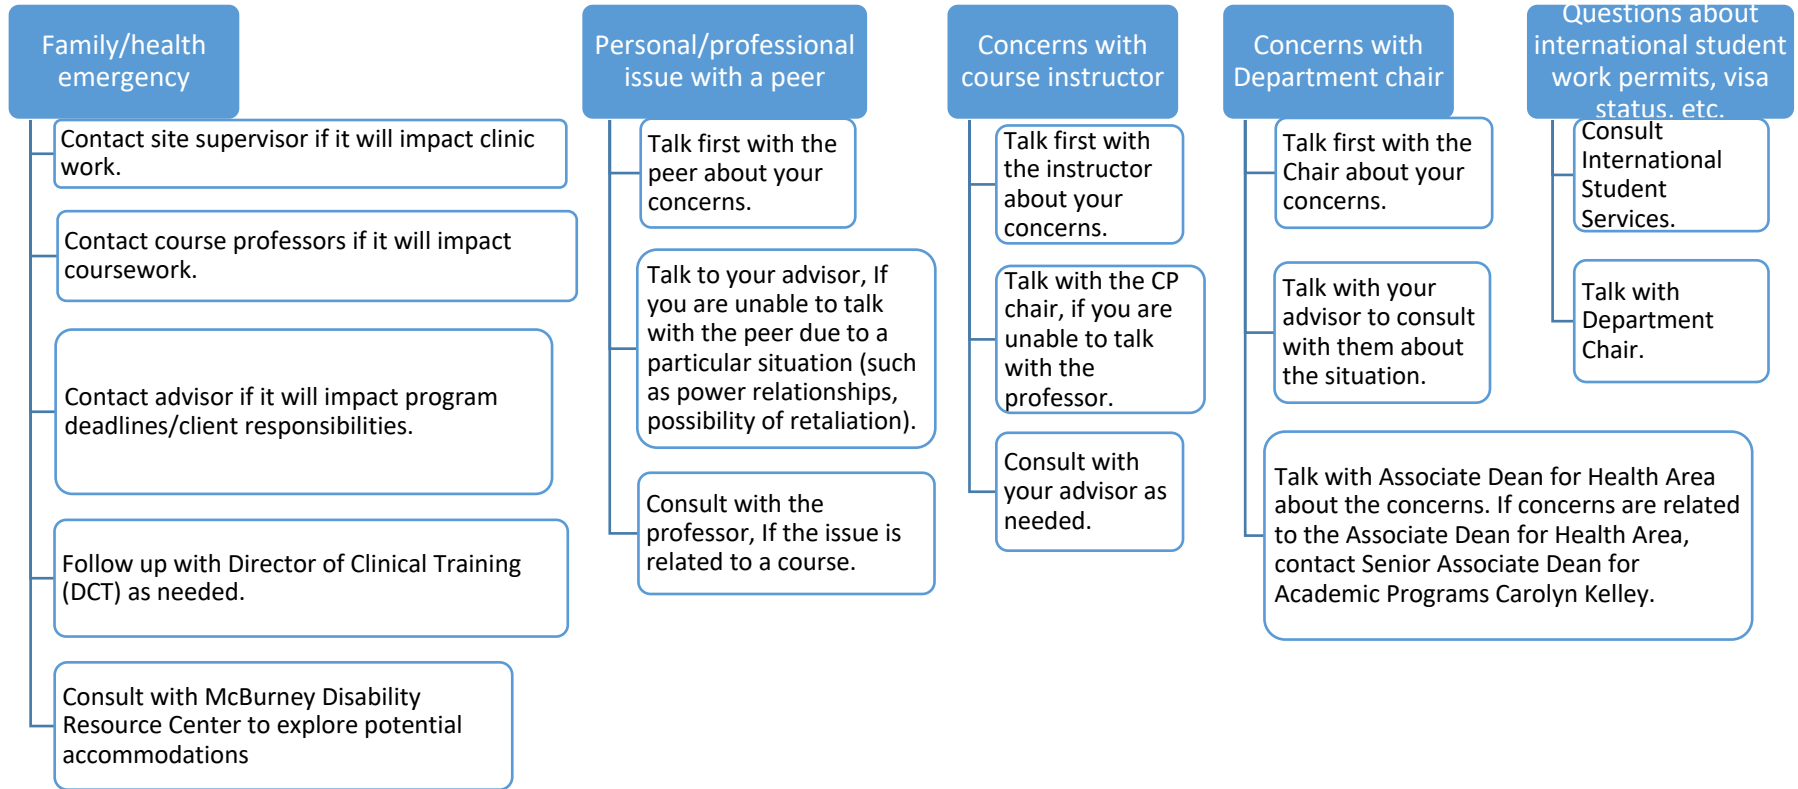 Family/health
emergency
Contact site supervisor if it will impact clinic
work.
Contact course professors if it will impact
coursework.
Contact advisor if it will impact program
deadlines/client responsibilities.
Follow up with Director of Clinical Training
(DCT) as needed.
Consult with McBurney Disability
Resource Center to explore potential
accommodations
Personal/professional
issue with a peer
Talk first with the
peer about your
concerns.
Talk to your advisor, If
you are unable to talk
with the peer due to a
particular situation (such
as power relationships,
possibility of retaliation).
Consult with the
professor, If the issue is
related to a course.
Concerns with
course instructor
Talk first with
the instructor
about your
concerns.
Talk with the CP
chair, if you are
unable to talk
with the
professor.
Consult with
your advisor as
needed.
Concerns with
Department chair
Talk first with the
Chair about your
concerns.
Talk with your
advisor to consult
with them about
the situation.
Talk with Associate Dean for Health Area
about the concerns. If concerns are related
to the Associate Dean for Health Area,
contact Senior Associate Dean for
Academic Programs Carolyn Kelley.
Questions about
international student
work permits, visa
status, etc.
Consult
International
Student
Services.
Talk with
Department
Chair.